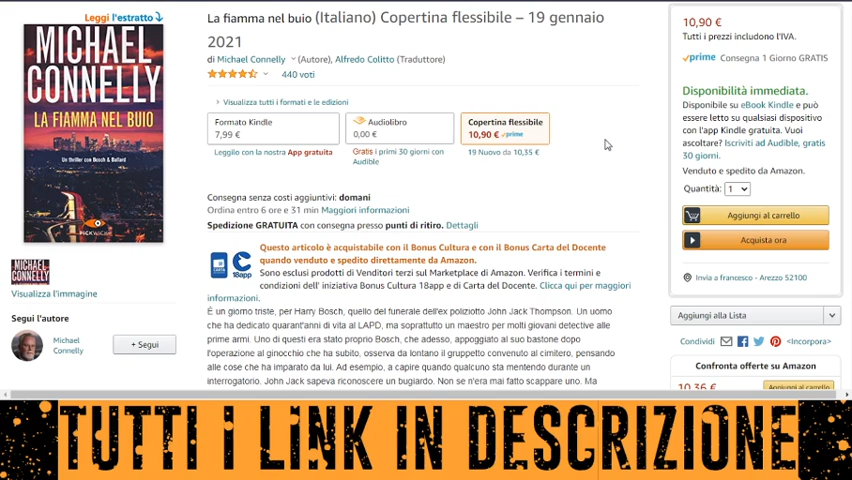 Leggi l'estratto
MICHAEL
CONNELLY
LA FIAMMA NEL BUIO
Un thriller con Bosch & Ballard
PICKWICK
MICHAEL
CONNELLY
Visualizza l'immagine
Segui l'autore
Michael
Connelly
+ Segui
La fiamma nel buio (Italiano) Copertina flessibile – 19 gennaio
2021
di Michael Connelly (Autore), Alfredo Colitto (Traduttore)
440 voti
› Visualizza tutti i formati e le edizioni
Formato Kindle
7,99 €
Leggilo con la nostra App gratuita
Audiolibro
0,00 €
Gratis i primi 30 giorni con
Audible
Copertina flessibile
10,90 € prime
19 Nuovo da 10,35 €
Consegna senza costi aggiuntivi: domani
Ordina entro 6 ore e 31 min Maggiori informazioni
Spedizione GRATUITA con consegna presso punti di ritiro. Dettagli
18app
Questo articolo è acquistabile con il Bonus Cultura e con il Bonus Carta del Docente
quando venduto e spedito direttamente da Amazon.
Sono esclusi prodotti di Venditori terzi sul Marketplace di Amazon. Verifica i termini e
condizioni dell' iniziativa Bonus Cultura 18app e di Carta del Docente. Clicca qui per maggiori
informazioni.
È un giorno triste, per Harry Bosch, quello del funerale dell'ex poliziotto John Jack Thompson. Un uomo
che ha dedicato quarant'anni di vita al LAPD, ma soprattutto un maestro per molti giovani detective alle
prime armi. Uno di questi era stato proprio Bosch, che adesso, appoggiato al suo bastone dopo
l'operazione al ginocchio che ha subito, osserva da lontano il gruppetto convenuto al cimitero, pensando
alle cose che ha imparato da lui. Ad esempio, a capire quando qualcuno sta mentendo durante un
interrogatorio. John Jack sapeva riconoscere un bugiardo. Non se n'era mai fatto scappare uno. Ma
10,90 €
Tutti i prezzi includono l'IVA.
prime Consegna 1 Giorno GRATIS
Disponibilità immediata.
Disponibile su eBook Kindle e può
essere letto su qualsiasi dispositivo
con l'app Kindle gratuita. Vuoi
ascoltare? Iscriviti ad Audible, gratis
30 giorni.
Venduto e spedito da Amazon.
Quantità: 1
Aggiungi al carrello
Acquista ora
Invia a francesco - Arezzo 52100
Aggiungi alla Lista
Condividi <Incorpora>
Confronta offerte su Amazon
10,36 € Aggiungi al carrello
TUTTI I LINK IN DESCRIZIONE